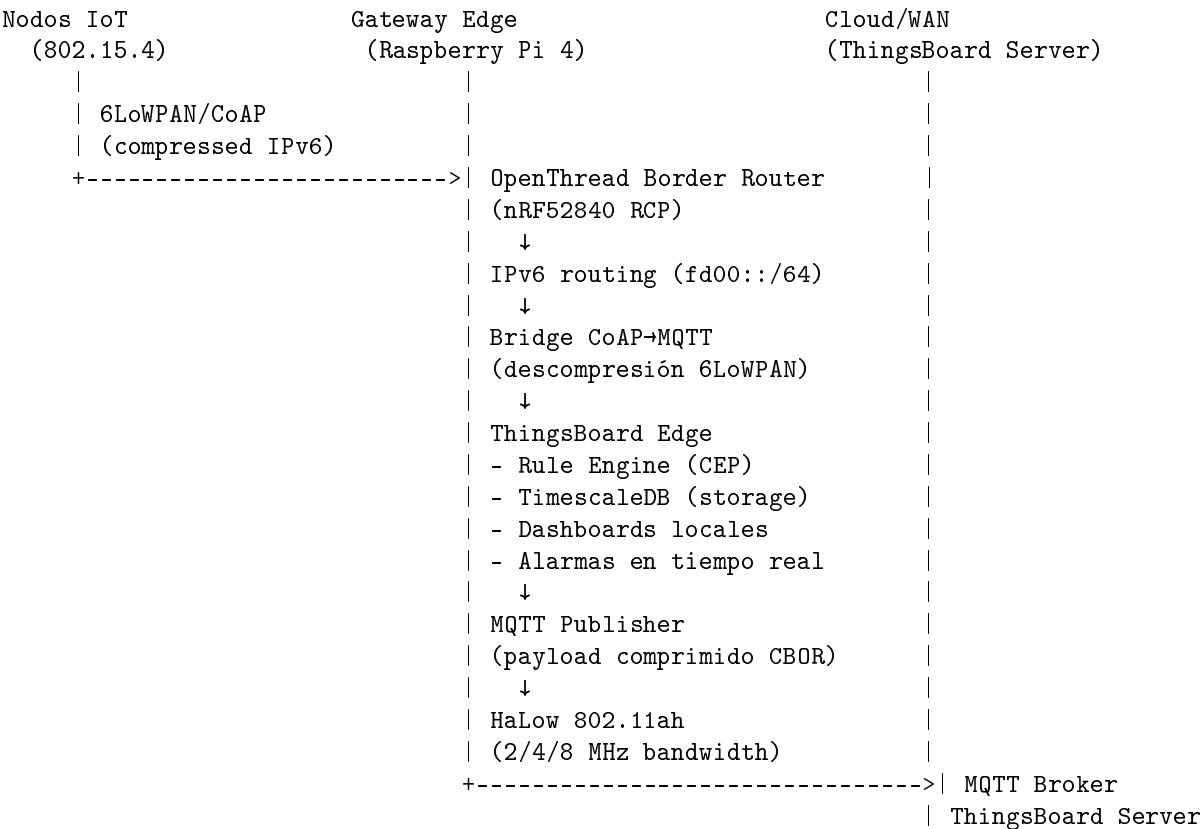 Nodos IoT Gateway Edge Cloud/WAN
(802.15.4) (Raspberry Pi 4) (ThingsBoard Server)
| | |
| 6LoWPAN/CoAP | |
| (compressed IPv6) | |
+-------------------------->| OpenThread Border Router |
| (nRF52840 RCP) |
| ↓ |
| IPv6 routing (fd00::/64) |
| ↓ |
| Bridge CoAP→MQTT |
| (descompresión 6LoWPAN) |
| ↓ |
| ThingsBoard Edge |
| - Rule Engine (CEP) |
| - TimescaleDB (storage) |
| - Dashboards locales |
| - Alarmas en tiempo real |
| ↓ |
| MQTT Publisher |
| (payload comprimido CBOR) |
| ↓ |
| HaLow 802.11ah |
| (2/4/8 MHz bandwidth) |
+--------------------------------->| MQTT Broker
| ThingsBoard Server